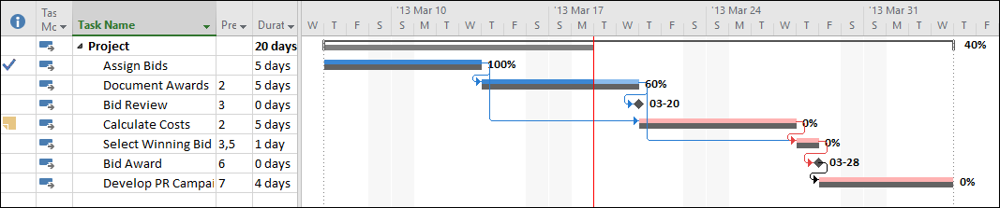 Tas Mc Task Name Pre Durat
'13 Mar 10 '13 Mar 17 '13 Mar 24 '13 Mar 31
W T F S S M T W T F S S M T W T F S S M T W T F S S M T W T F
Project 20 days 40%
Assign Bids 5 days 100%
Document Awards 2 5 days 60%
Bid Review 3 0 days 03-20
Calculate Costs 2 5 days 0%
Select Winning Bid 3,5 1 day 0%
Bid Award 6 0 days 03-28
Develop PR Campai 7 4 days 0%